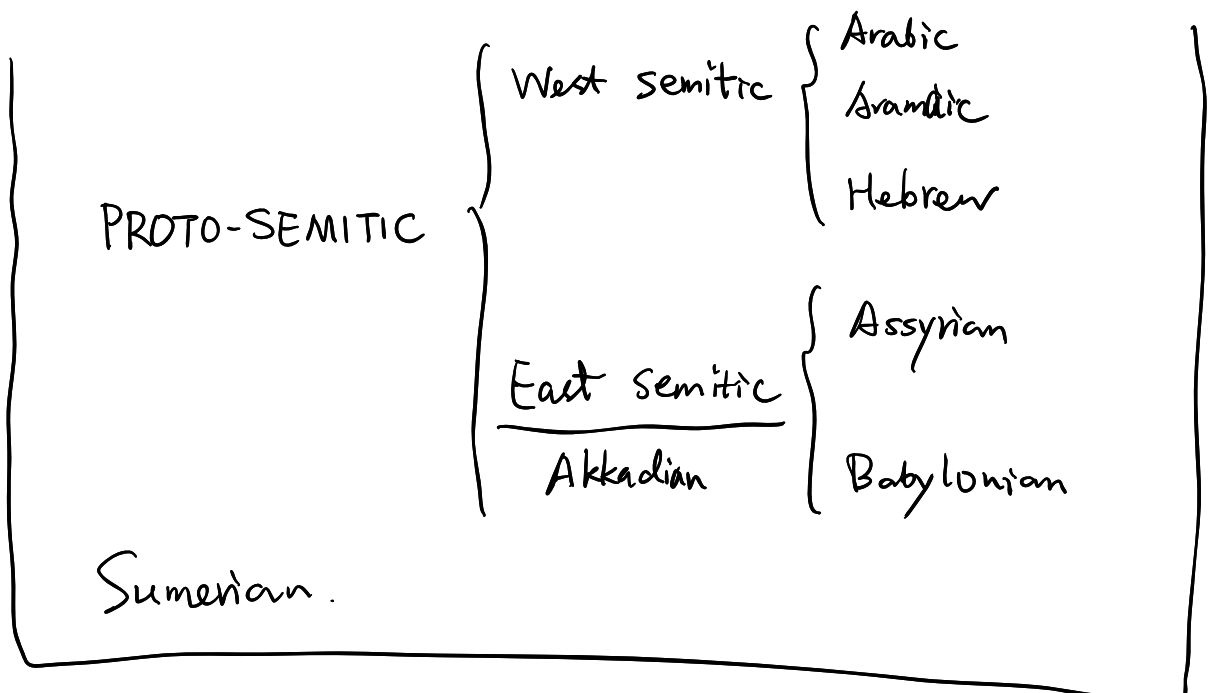 Arabic
West semitic
Aramaic
Hebrew
PROTO-SEMITIC
Assyrian
East semitic
Akkadian
Babylonian
Sumerian.